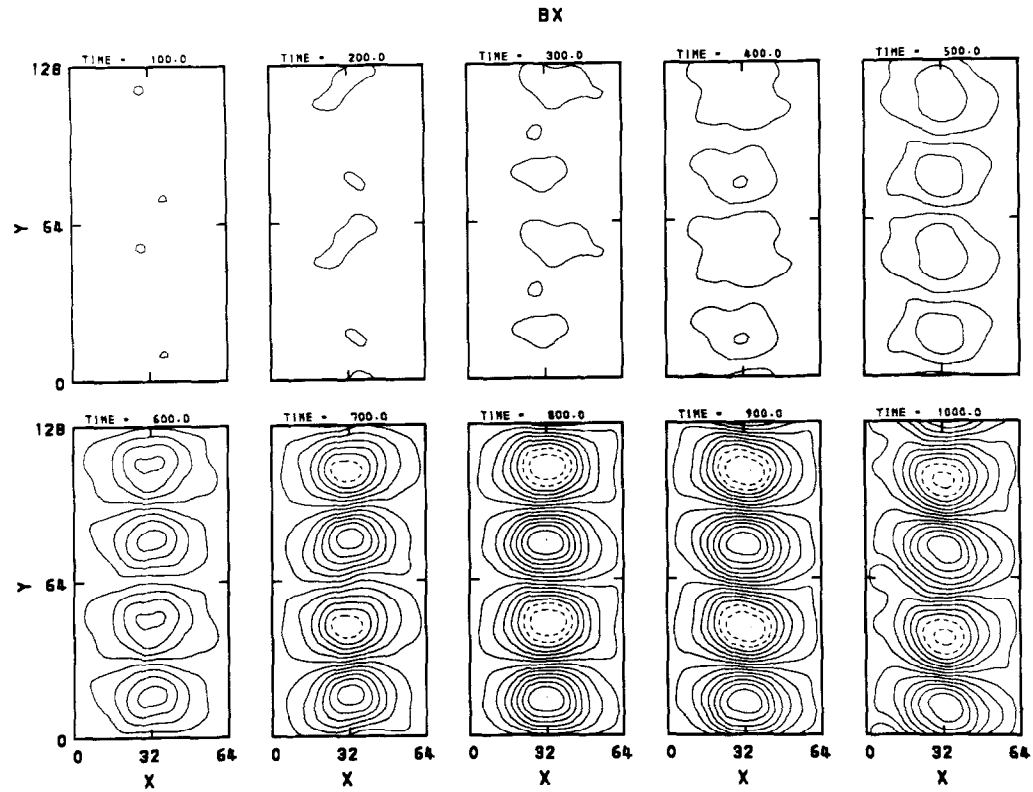 BX
TIME = 100.0 TIME = 200.0 TIME = 300.0 TIME = 400.0 TIME = 500.0
128
Y 64
0
TIME = 600.0 TIME = 700.0 TIME = 800.0 TIME = 900.0 TIME = 1000.0
128
Y 64
0
0 32 64 0 32 64 0 32 64 0 32 64 0 32 64
X X X X X